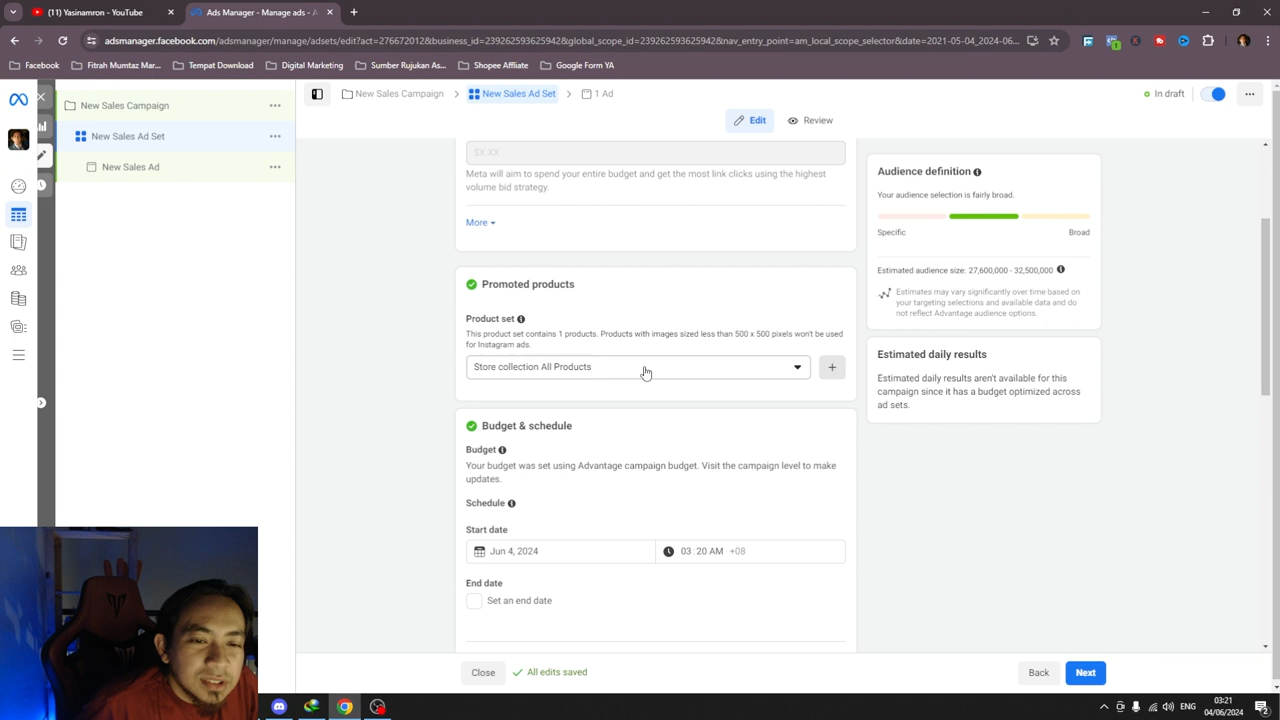 (11) Yasinamron - YouTube
Ads Manager - Manage ads - A
adsmanager.facebook.com/adsmanager/manage/adsets/edit?act=276672012&business_id=239262593625942&global_scope_id=239262593625942&nav_entry_point=am_local_scope_selector&date=2021-05-04_2024-06...
Facebook
Fitrah Mumtaz Mar...
Tempat Download
Digital Marketing
Sumber Rujukan As...
Shopee Affliate
Google Form YA
New Sales Campaign
New Sales Ad Set
New Sales Ad
New Sales Campaign
New Sales Ad Set
1 Ad
In draft
Edit
Review
$X.XX
Meta will aim to spend your entire budget and get the most link clicks using the highest
volume bid strategy.
More
Promoted products
Product set
This product set contains 1 products. Products with images sized less than 500 x 500 pixels won't be used
for Instagram ads.
Store collection All Products
Budget & schedule
Budget
Your budget was set using Advantage campaign budget. Visit the campaign level to make
updates.
Schedule
Start date
Jun 4, 2024
03:20 AM +08
End date
Set an end date
Audience definition
Your audience selection is fairly broad.
Specific
Broad
Estimated audience size: 27,600,000 - 32,500,000
Estimates may vary significantly over time based on
your targeting selections and available data and do
not reflect Advantage audience options.
Estimated daily results
Estimated daily results aren't available for this
campaign since it has a budget optimized across
ad sets.
Close
All edits saved
Back
Next
ENG
03:21
04/06/2024
2